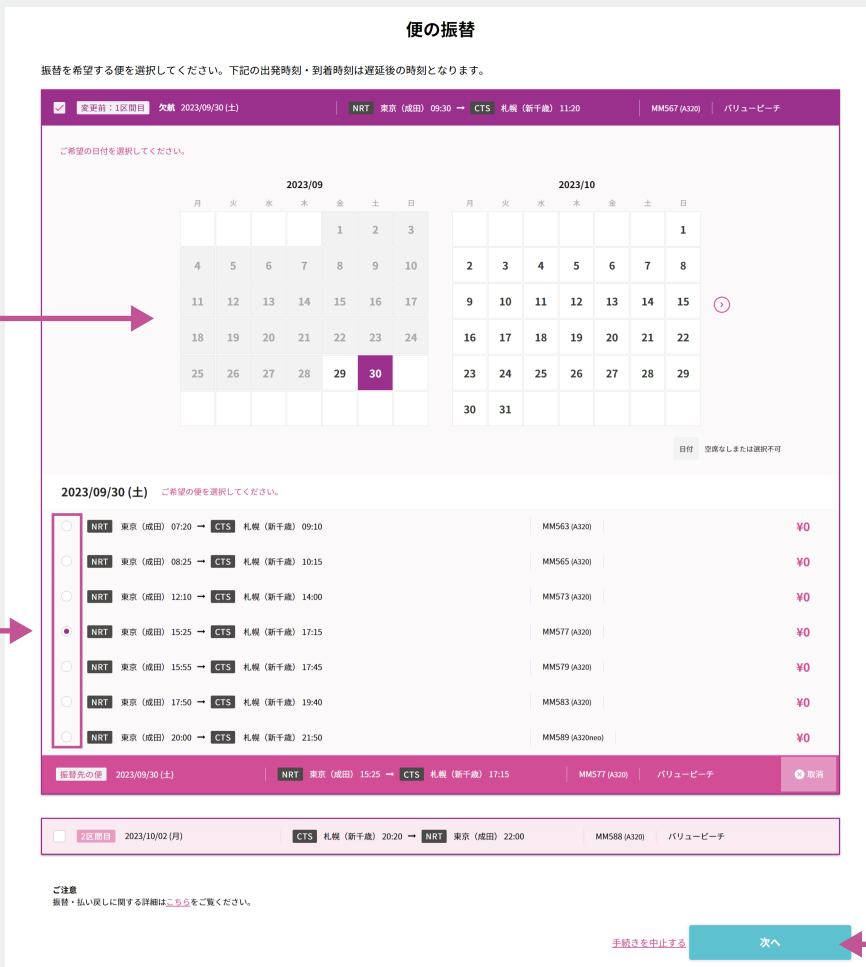 便の振替
振替を希望する便を選択してください。下記の出発時刻・到着時刻は遅延後の時刻となります。
変更前：1区間目 欠航 2023/09/30 (土) NRT 東京（成田） 09:30 → CTS 札幌（新千歳） 11:20 MM567 (A320) バリューピーチ
ご希望の日付を選択してください。
2023/09
月 火 水 木 金 土 日
1 2 3
4 5 6 7 8 9 10
11 12 13 14 15 16 17
18 19 20 21 22 23 24
25 26 27 28 29 30
2023/10
月 火 水 木 金 土 日
1
2 3 4 5 6 7 8
9 10 11 12 13 14 15
16 17 18 19 20 21 22
23 24 25 26 27 28 29
30 31
日付 空席なしまたは選択不可
2023/09/30 (土) ご希望の便を選択してください。
NRT 東京（成田） 07:20 → CTS 札幌（新千歳） 09:10 MM563 (A320) ¥0
NRT 東京（成田） 08:25 → CTS 札幌（新千歳） 10:15 MM565 (A320) ¥0
NRT 東京（成田） 12:10 → CTS 札幌（新千歳） 14:00 MM573 (A320) ¥0
NRT 東京（成田） 15:25 → CTS 札幌（新千歳） 17:15 MM577 (A320) ¥0
NRT 東京（成田） 15:55 → CTS 札幌（新千歳） 17:45 MM579 (A320) ¥0
NRT 東京（成田） 17:50 → CTS 札幌（新千歳） 19:40 MM583 (A320) ¥0
NRT 東京（成田） 20:00 → CTS 札幌（新千歳） 21:50 MM589 (A320neo) ¥0
振替先の便 2023/09/30 (土) NRT 東京（成田） 15:25 → CTS 札幌（新千歳） 17:15 MM577 (A320) バリューピーチ 取消
2区間目 2023/10/02 (月) CTS 札幌（新千歳） 20:20 → NRT 東京（成田） 22:00 MM588 (A320) バリューピーチ
ご注意
振替・払い戻しに関する詳細はこちらをご覧ください。
手続きを中止する 次へ